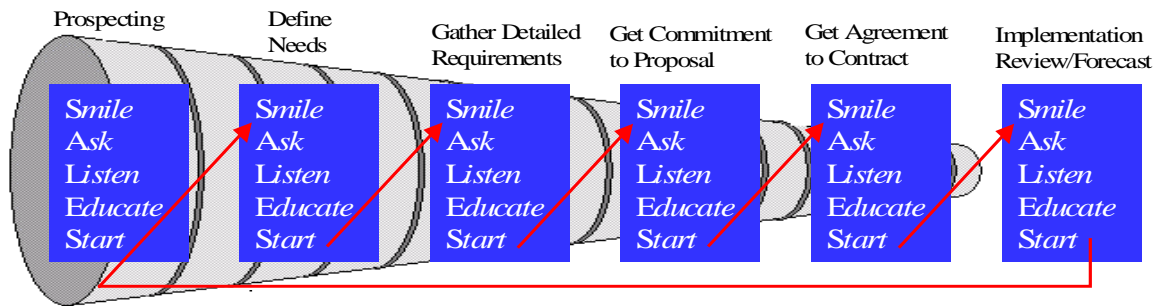 Prospecting
Define
Needs
Gather Detailed
Requirements
Get Commitment
to Proposal
Get Agreement
to Contract
Implementation
Review/Forecast
Smile
Ask
Listen
Educate
Start
Smile
Ask
Listen
Educate
Start
Smile
Ask
Listen
Educate
Start
Smile
Ask
Listen
Educate
Start
Smile
Ask
Listen
Educate
Start
Smile
Ask
Listen
Educate
Start